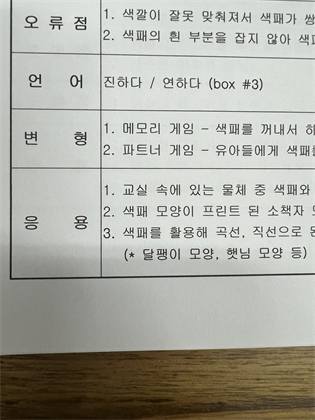 오 류 점
1. 색깔이 잘못 맞춰져서 색패가 쌍
2. 색패의 흰 부분을 잡지 않아 색패
언 어
진하다 / 연하다 (box #3)
변 형
1. 메모리 게임 – 색패를 꺼내서 하
2. 파트너 게임 – 유아들에게 색패를
응 용
1. 교실 속에 있는 물체 중 색패와
2. 색패 모양이 프린트 된 소책자 
3. 색패를 활용해 곡선, 직선으로
(* 달팽이 모양, 햇님 모양 등)